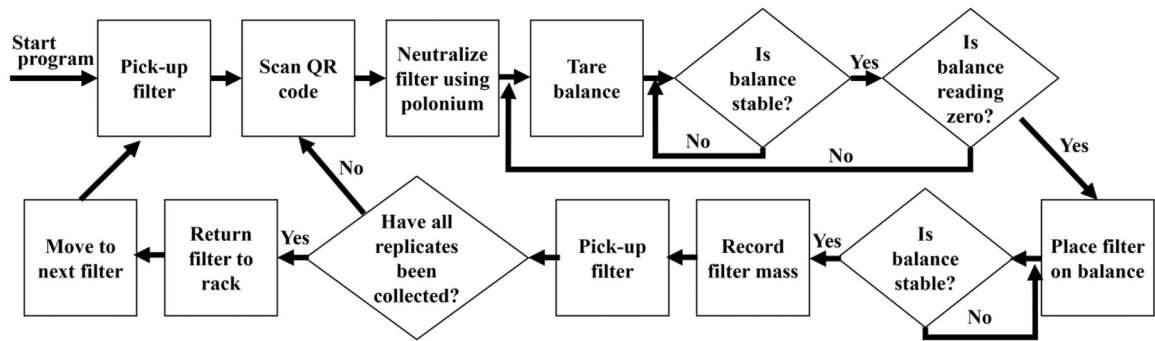 Start
program
Pick-up
filter
Scan QR
code
Neutralize
filter using
polonium
Tare
balance
Is
balance
stable?
Yes
No
Is
balance
reading
zero?
No
Yes
Place filter
on balance
Is
balance
stable?
No
Yes
Record
filter mass
Pick-up
filter
Have all
replicates
been
collected?
No
Yes
Return
filter to
rack
Move to
next filter